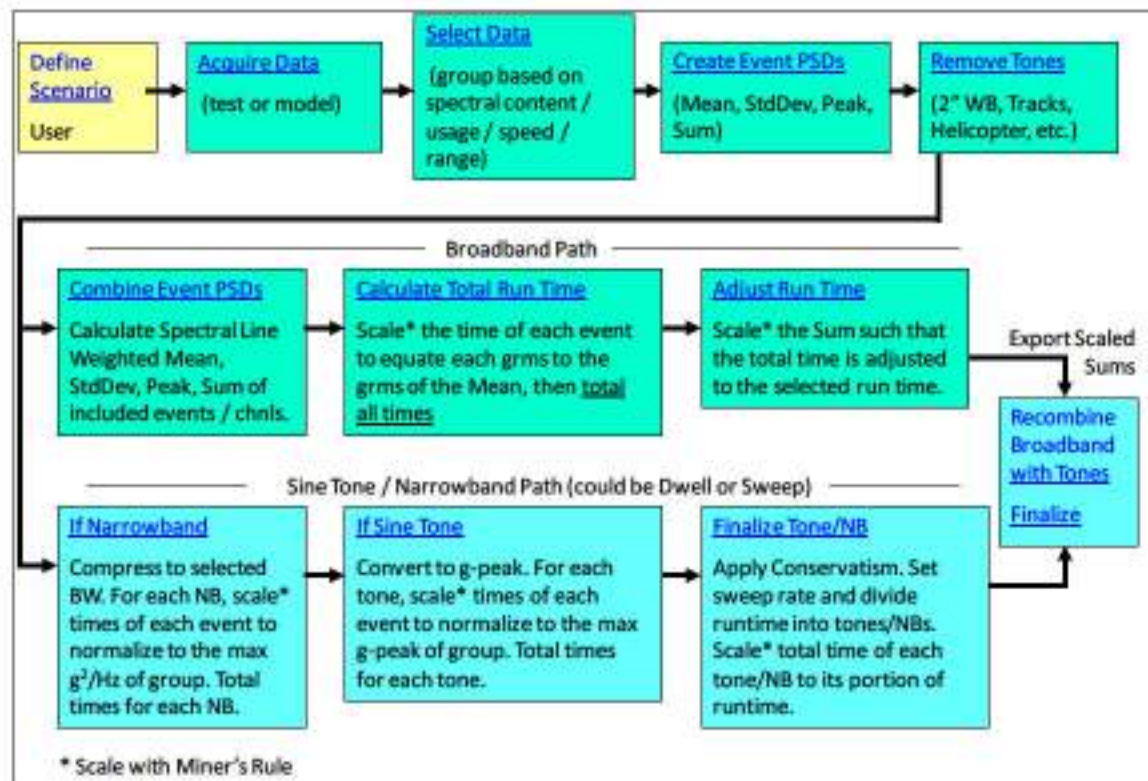 Define
Scenario
User
Acquire Data
(test or model)
Select Data
(group based on
spectral content /
usage / speed /
range)
Create Event PSDs
(Mean, StdDev, Peak,
Sum)
Remove Tones
(2" WB, Tracks,
Helicopter, etc.)
Broadband Path
Combine Event PSDs
Calculate Spectral Line
Weighted Mean,
StdDev, Peak, Sum of
included events / chnls.
Calculate Total Run Time
Scale* the time of each event
to equate each grms to the
grms of the Mean, then total
all times
Adjust Run Time
Scale* the Sum such that
the total time is adjusted
to the selected run time.
Export Scaled
Sums
Recombine
Broadband
with Tones
Finalize
Sine Tone / Narrowband Path (could be Dwell or Sweep)
If Narrowband
Compress to selected
BW. For each NB, scale*
times of each event to
normalize to the max
g²/Hz of group. Total
times for each NB.
If Sine Tone
Convert to g-peak. For each
tone, scale* times of each
event to normalize to the max
g-peak of group. Total times
for each tone.
Finalize Tone/NB
Apply Conservatism. Set
sweep rate and divide
runtime into tones/NBs.
Scale* total time of each
tone/NB to its portion of
runtime.
* Scale with Miner's Rule